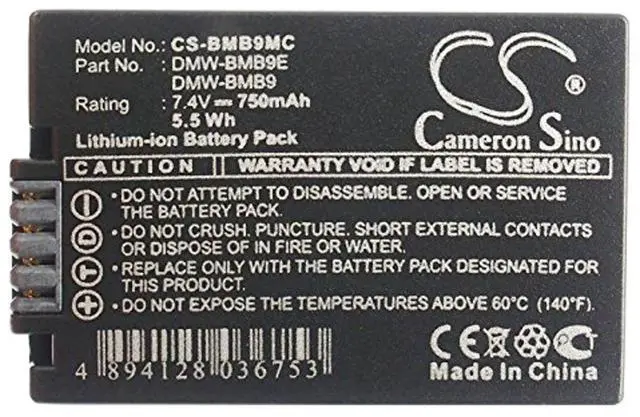 Model No.: CS-BMB9MC
Part No.: DMW-BMB9E
DMW-BMB9
Rating : 7.4V ⎓ 750mAh
5.5 Wh
Lithium-ion Battery Pack
CS
Cameron Sino
CAUTION WARRANTY VOID IF LABEL IS REMOVED
• DO NOT ATTEMPT TO DISASSEMBLE. OPEN OR SERVICE
THE BATTERY PACK.
• DO NOT CRUSH. PUNCTURE. SHORT EXTERNAL CONTACTS
OR DISPOSE OF IN FIRE OR WATER.
• REPLACE ONLY WITH THE BATTERY PACK DESIGNATED
• DO NOT EXPOSE THE TEMPERATURES ABOVE 60°C (140°F)
− D T +
4 894128 036753
CE
Made in China